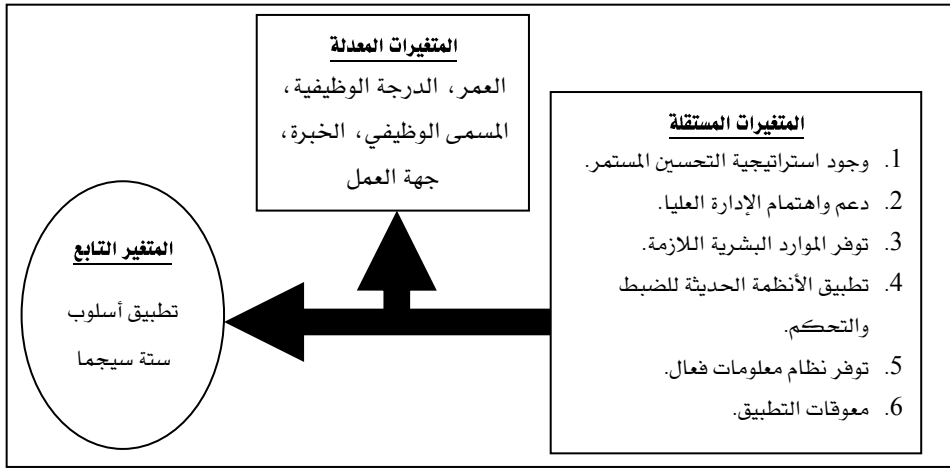 المتغيرات المعدلة
العمر، الدرجة الوظيفية،
المسمى الوظيفي، الخبرة،
جهة العمل
المتغيرات المستقلة
1. وجود استراتيجية التحسين المستمر.
2. دعم واهتمام الإدارة العليا.
3. توفر الموارد البشرية اللازمة.
4. تطبيق الأنظمة الحديثة للضبط
والتحكم.
5. توفر نظام معلومات فعال.
6. معوقات التطبيق.
المتغير التابع
تطبيق أسلوب
ستة سيجما